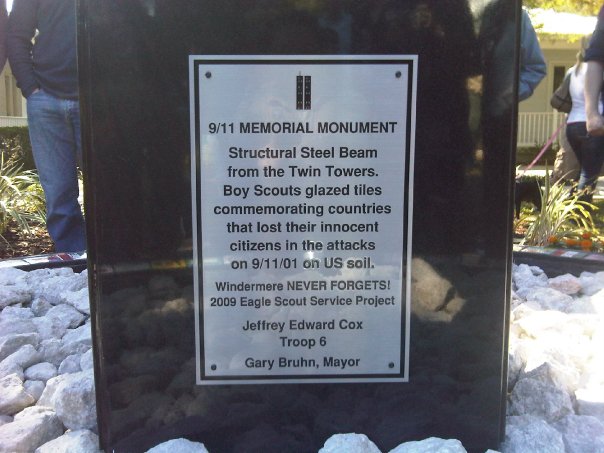 9/11 MEMORIAL MONUMENT
Structural Steel Beam
from the Twin Towers.
Boy Scouts glazed tiles
commemorating countries
that lost their innocent
citizens in the attacks
on 9/11/01 on US soil.
Windermere NEVER FORGETS!
2009 Eagle Scout Service Project
Jeffrey Edward Cox
Troop 6
Gary Bruhn, Mayor